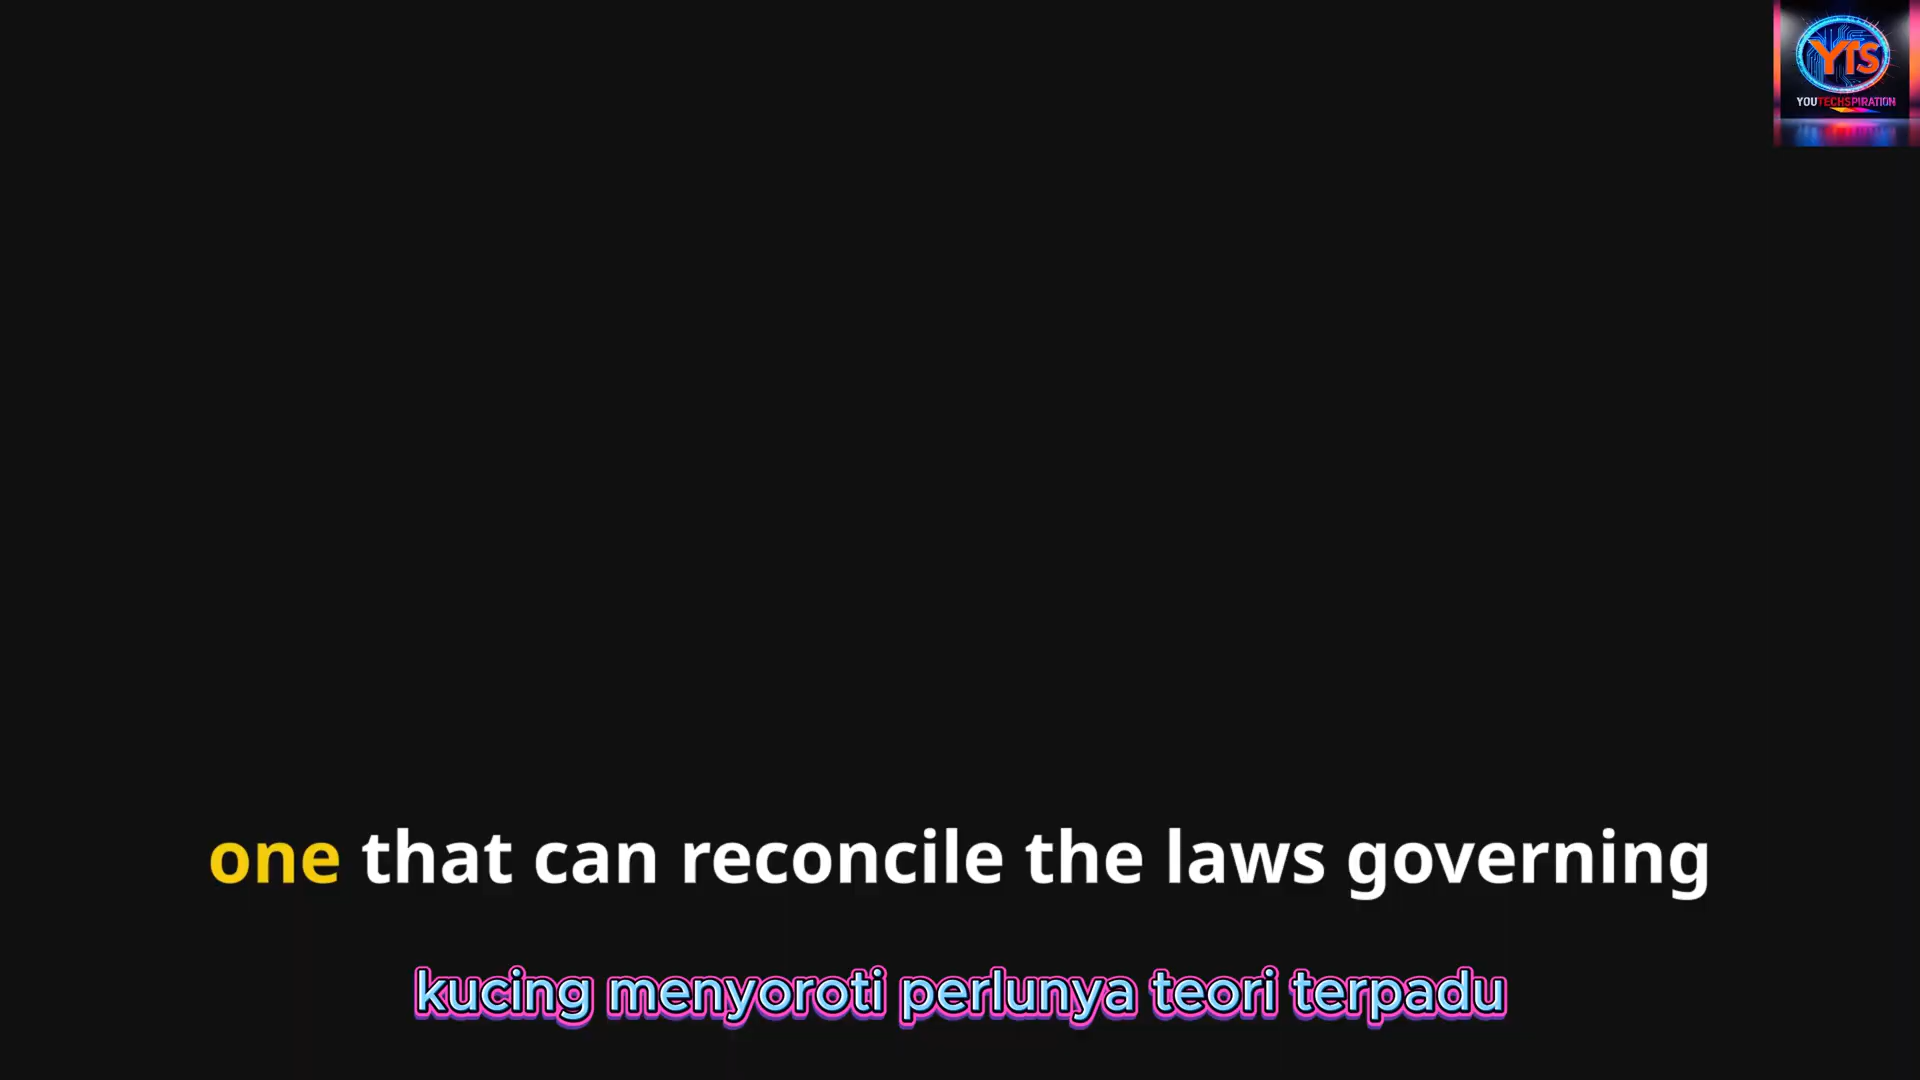 YTS
YOUTECHSPIRATION
one that can reconcile the laws governing
kucing menyoroti perlunya teori terpadu